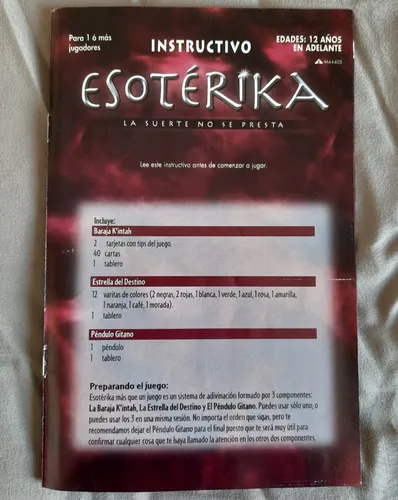 Para 1 ó más
jugadores
INSTRUCTIVO
EDADES: 12 AÑOS
EN ADELANTE
ESOTÉRIKA
LA SUERTE NO SE PRESTA
Lee este instructivo antes de comenzar a jugar.
Incluye:
Baraja K'intah
2 tarjetas con tips del juego.
40 cartas
1 tablero
Estrella del Destino
12 varitas de colores (2 negras, 2 rojas, 1 blanca, 1 verde, 1 azul, 1 rosa, 1 amarilla,
1 naranja, 1 café, 1 morada).
1 tablero
Péndulo Gitano
1 péndulo
1 tablero
Preparando el juego:
Esotérika más que un juego es un sistema de adivinación formado por 3 componentes:
La Baraja K'intah, La Estrella del Destino y El Péndulo Gitano. Puedes usar sólo uno, o
puedes usar los 3 en una misma sesión. No importa el orden que sigas, pero te
recomendamos dejar el Péndulo Gitano para el final puesto que te será muy útil para
confirmar cualquier cosa que te haya llamado la atención en los otros dos componentes.